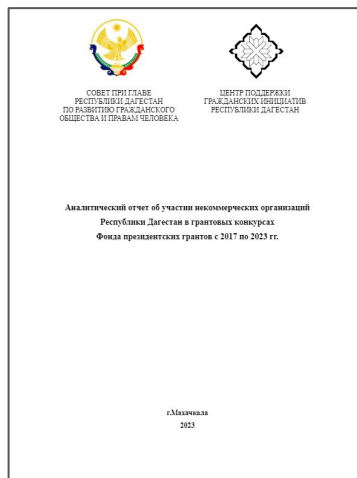 СОВЕТ ПРИ ГЛАВЕ
РЕСПУБЛИКИ ДАГЕСТАН
ПО РАЗВИТИЮ ГРАЖДАНСКОГО
ОБЩЕСТВА И ПРАВАМ ЧЕЛОВЕКА
ЦЕНТР ПОДДЕРЖКИ
ГРАЖДАНСКИХ ИНИЦИАТИВ
РЕСПУБЛИКИ ДАГЕСТАН
Аналитический отчет об участии некоммерческих организаций
Республики Дагестан в грантовых конкурсах
Фонда президентских грантов с 2017 по 2023 гг.
г.Махачкала
2023